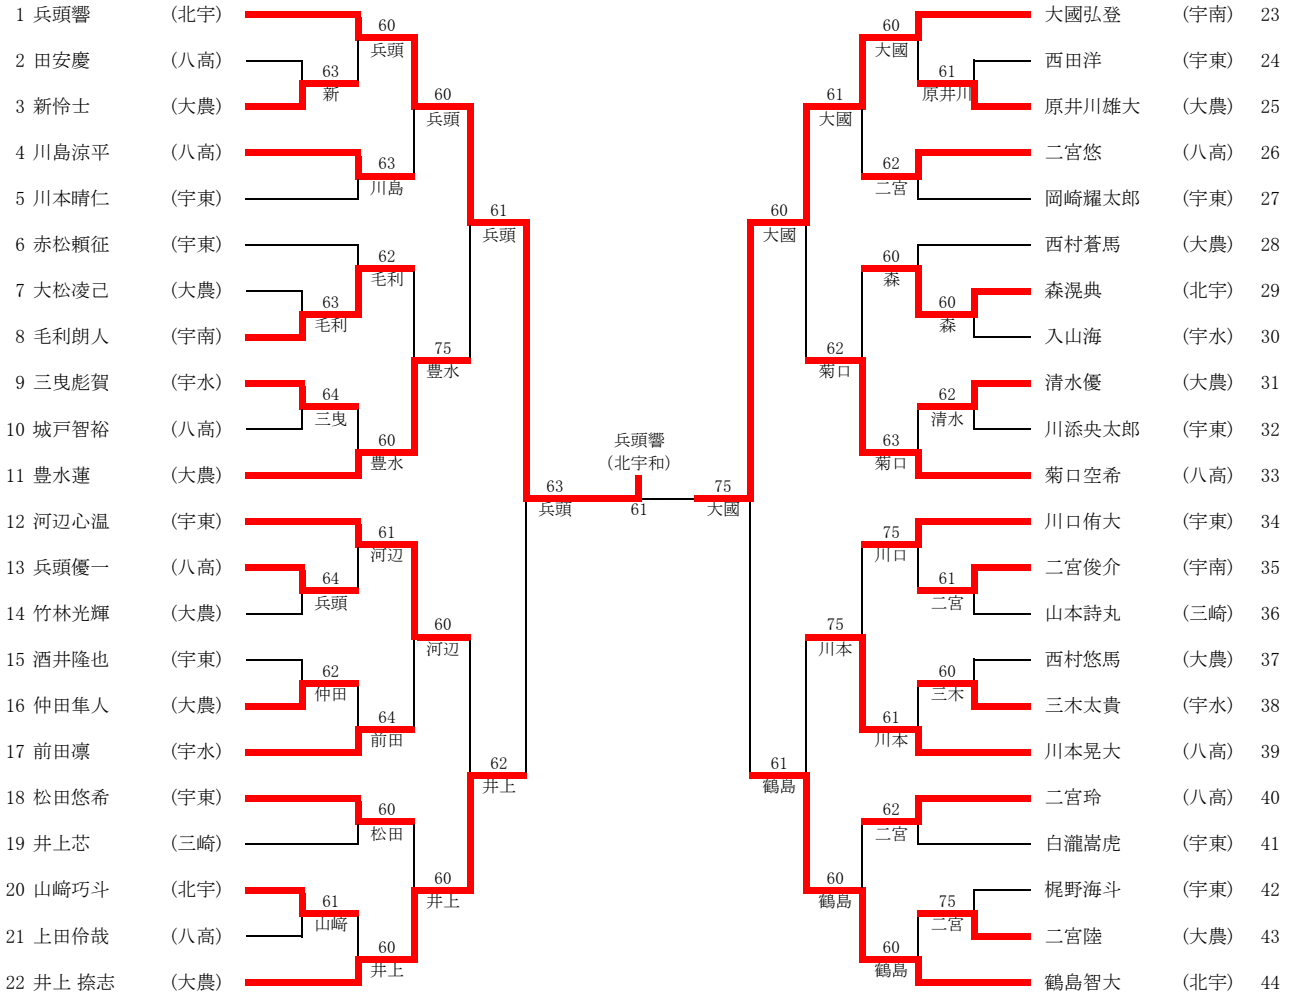 1 兵頭響 (北宇)
2 田安慶 (八高)
3 新怜士 (大農)
4 川島涼平 (八高)
5 川本晴仁 (宇東)
6 赤松頼征 (宇東)
7 大松凌己 (大農)
8 毛利朗人 (宇南)
9 三曳彪賀 (宇水)
10 城戸智裕 (八高)
11 豊水蓮 (大農)
12 河辺心温 (宇東)
13 兵頭優一 (八高)
14 竹林光輝 (大農)
15 酒井隆也 (宇東)
16 仲田隼人 (大農)
17 前田凛 (宇水)
18 松田悠希 (宇東)
19 井上芯 (三崎)
20 山﨑巧斗 (北宇)
21 上田伶哉 (八高)
22 井上 捺志 (大農)
63
新
63
毛利
64
三曳
64
兵頭
62
仲田
61
山﨑
60
兵頭
63
川島
62
毛利
60
豊水
61
河辺
64
前田
60
松田
60
井上
60
兵頭
75
豊水
60
河辺
60
井上
61
兵頭
62
井上
63
兵頭
兵頭響
(北宇和)
61
75
大國
60
大國
61
鶴島
61
大國
62
菊口
75
川本
60
鶴島
60
大國
62
二宮
60
森
63
菊口
75
川口
61
川本
62
二宮
60
鶴島
61
原井川
60
森
62
清水
61
二宮
60
三木
75
二宮
大國弘登 (宇南) 23
西田洋 (宇東) 24
原井川雄大 (大農) 25
二宮悠 (八高) 26
岡崎耀太郎 (宇東) 27
西村蒼馬 (大農) 28
森滉典 (北宇) 29
入山海 (宇水) 30
清水優 (大農) 31
川添央太郎 (宇東) 32
菊口空希 (八高) 33
川口侑大 (宇東) 34
二宮俊介 (宇南) 35
山本詩丸 (三崎) 36
西村悠馬 (大農) 37
三木太貴 (宇水) 38
川本晃大 (八高) 39
二宮玲 (八高) 40
白瀧嵩虎 (宇東) 41
梶野海斗 (宇東) 42
二宮陸 (大農) 43
鶴島智大 (北宇) 44